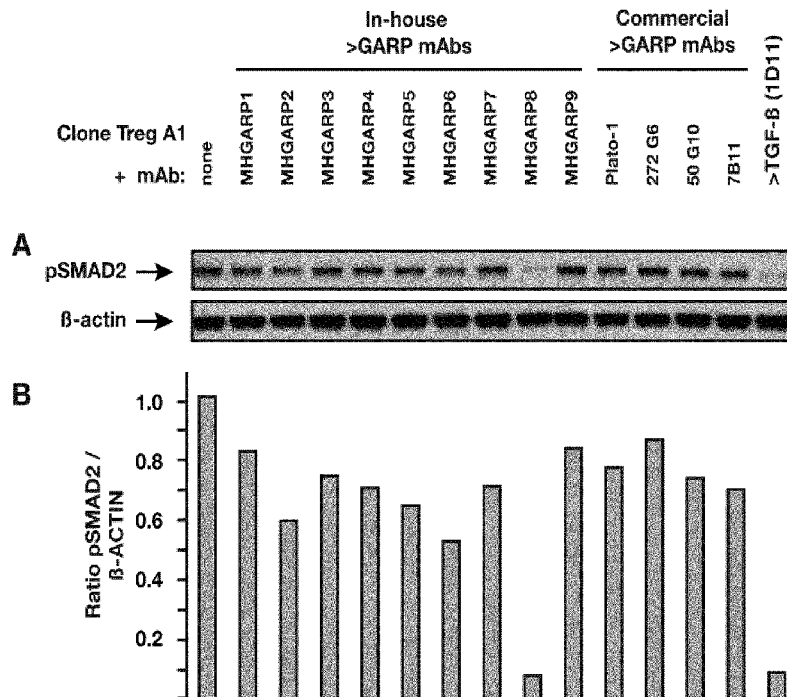 In-house
>GARP mAbs
Commercial
>GARP mAbs
Clone Treg A1
+ mAb:
none
MHGARP1
MHGARP2
MHGARP3
MHGARP4
MHGARP5
MHGARP6
MHGARP7
MHGARP8
MHGARP9
Plato-1
272 G6
50 G10
7B11
>TGF-ß (1D11)
A
pSMAD2
ß-actin
B
Ratio pSMAD2 /
ß-ACTIN
1.0
0.8
0.6
0.4
0.2